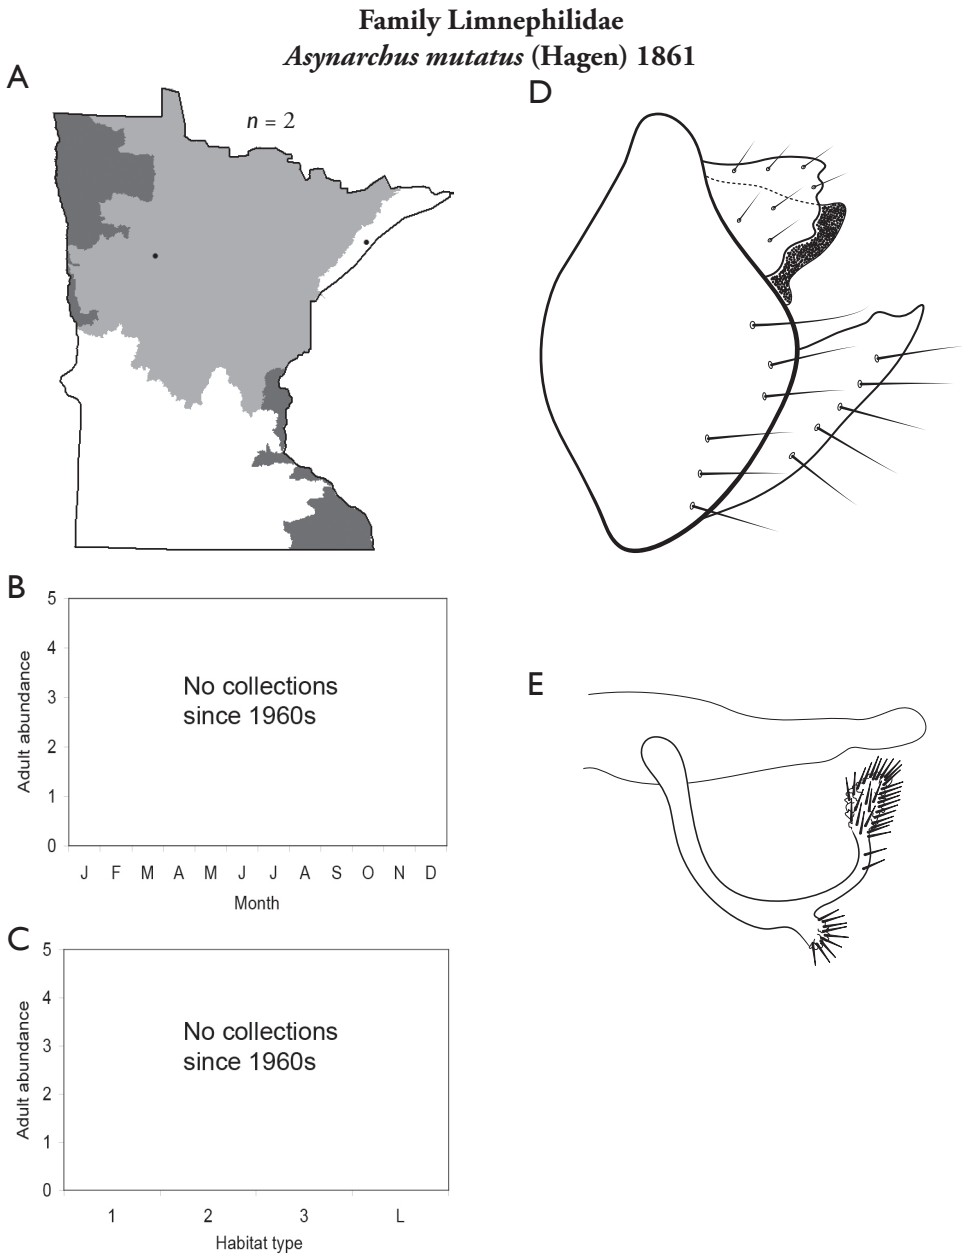 Family Limnephilidae
Asynarchus mutatus (Hagen) 1861
A
n = 2
D
B
Adult abundance
5
4
3
2
1
0
No collections
since 1960s
J F M A M J J A S O N D
Month
E
C
Adult abundance
5
4
3
2
1
0
No collections
since 1960s
1 2 3 L
Habitat type